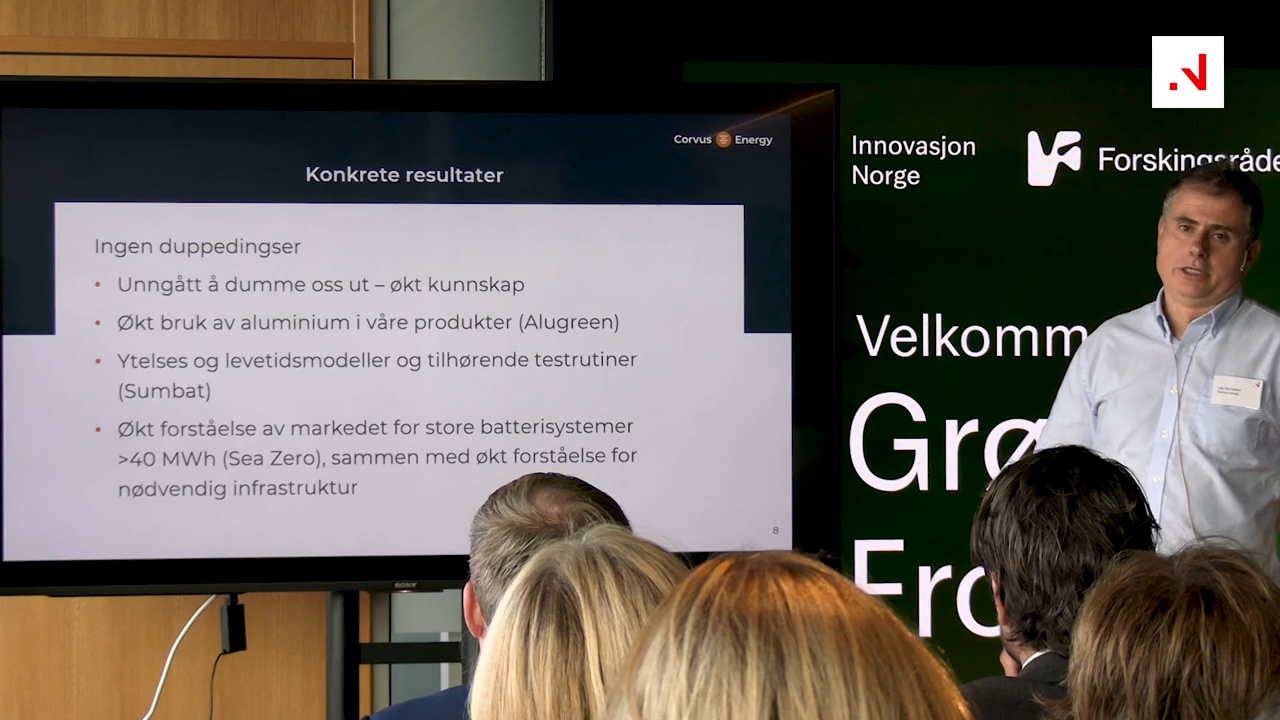 Corvus Energy
Konkrete resultater
Ingen duppedingser
• Unngått å dumme oss ut – økt kunnskap
• Økt bruk av aluminium i våre produkter (Alugreen)
• Ytelses og levetidsmodeller og tilhørende testrutiner
(Sumbat)
• Økt forståelse av markedet for store batterisystemer
>40 MWh (Sea Zero), sammen med økt forståelse for
nødvendig infrastruktur
8
SONY
Innovasjon
Norge
Forskingsråde
Velkomm
Grø
Fro